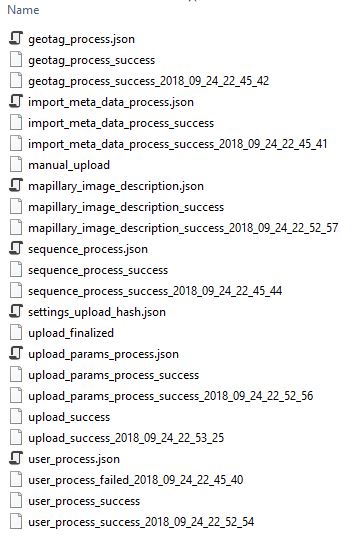 Name
geotag_process.json
geotag_process_success
geotag_process_success_2018_09_24_22_45_42
import_meta_data_process.json
import_meta_data_process_success
import_meta_data_process_success_2018_09_24_22_45_41
manual_upload
mapillary_image_description.json
mapillary_image_description_success
mapillary_image_description_success_2018_09_24_22_52_57
sequence_process.json
sequence_process_success
sequence_process_success_2018_09_24_22_45_44
settings_upload_hash.json
upload_finalized
upload_params_process.json
upload_params_process_success
upload_params_process_success_2018_09_24_22_52_56
upload_success
upload_success_2018_09_24_22_53_25
user_process.json
user_process_failed_2018_09_24_22_45_40
user_process_success
user_process_success_2018_09_24_22_52_54